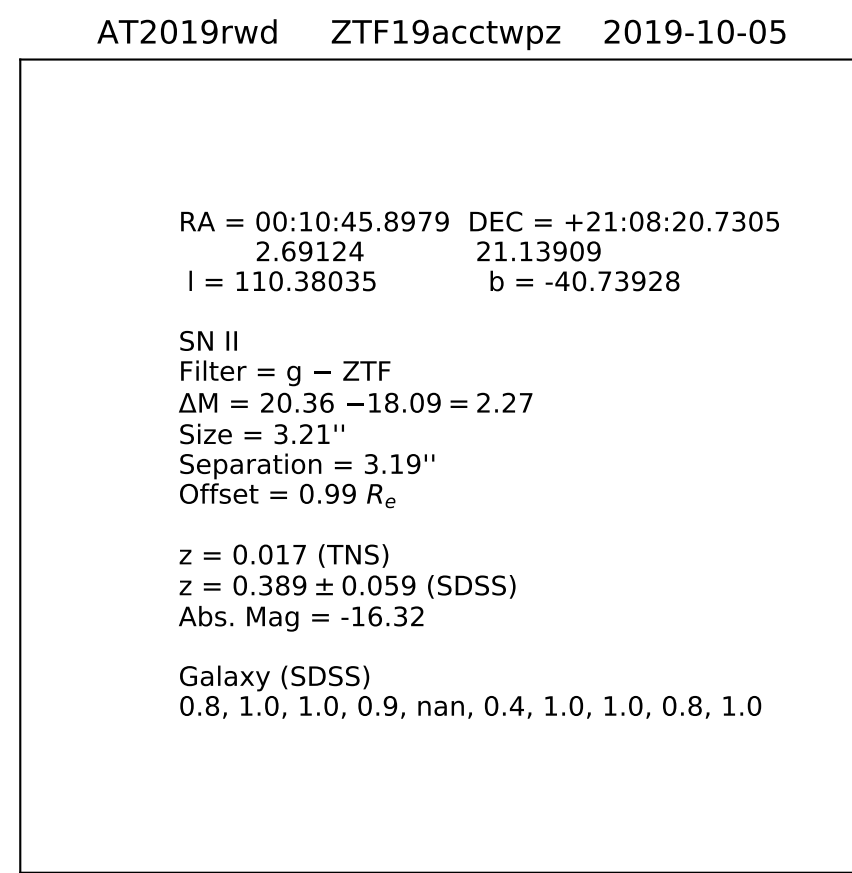 AT2019rwd ZTF19acctwpz 2019-10-05
RA = 00:10:45.8979 DEC = +21:08:20.7305
2.69124 21.13909
l = 110.38035 b = -40.73928
SN II
Filter = g − ZTF
ΔM = 20.36 −18.09 = 2.27
Size = 3.21''
Separation = 3.19''
Offset = 0.99 Rₑ
z = 0.017 (TNS)
z = 0.389 ± 0.059 (SDSS)
Abs. Mag = -16.32
Galaxy (SDSS)
0.8, 1.0, 1.0, 0.9, nan, 0.4, 1.0, 1.0, 0.8, 1.0